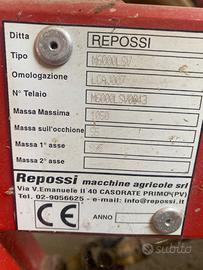 Ditta REPOSSI
Tipo M6000LSV
Omologazione
N° Telaio M6000LSV0043
Massa Massima 1050
Massa sull'occhione
Massa 1° asse
Massa 2° asse
Repossi macchine agricole srl
Via V.Emanuele II 40 CASORATE PRIMO (PV)
Tel. 02-9056625 - e-mail: info@repossi.it
CE ANNO
subito